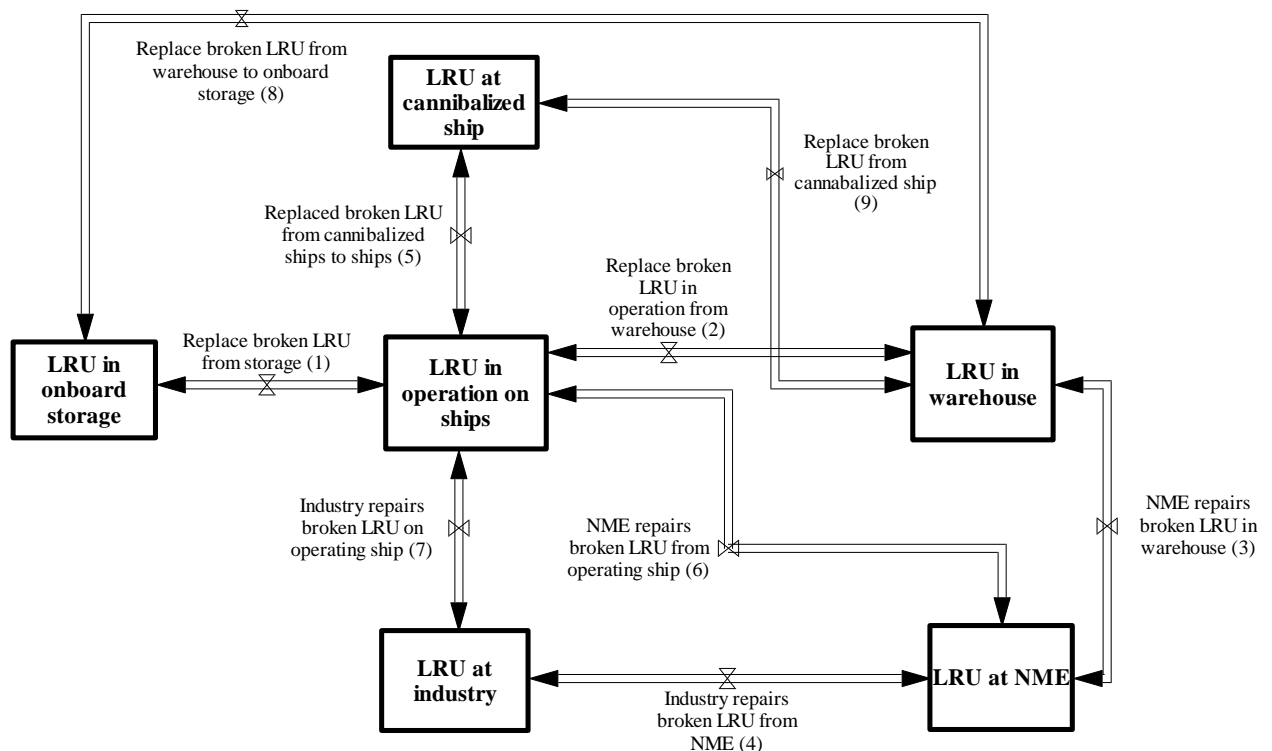 Replace broken LRU from
warehouse to onboard
storage (8)
LRU at
cannibalized
ship
Replace broken
LRU from
cannabalized ship
(9)
Replaced broken LRU
from cannibalized
ships to ships (5)
Replace broken
LRU in
operation from
warehouse (2)
Replace broken LRU
from storage (1)
LRU in
onboard
storage
LRU in
operation on
ships
LRU in
warehouse
Industry repairs
broken LRU on
operating ship (7)
NME repairs
broken LRU from
operating ship (6)
NME repairs
broken LRU in
warehouse (3)
LRU at
industry
LRU at NME
Industry repairs
broken LRU from
NME (4)